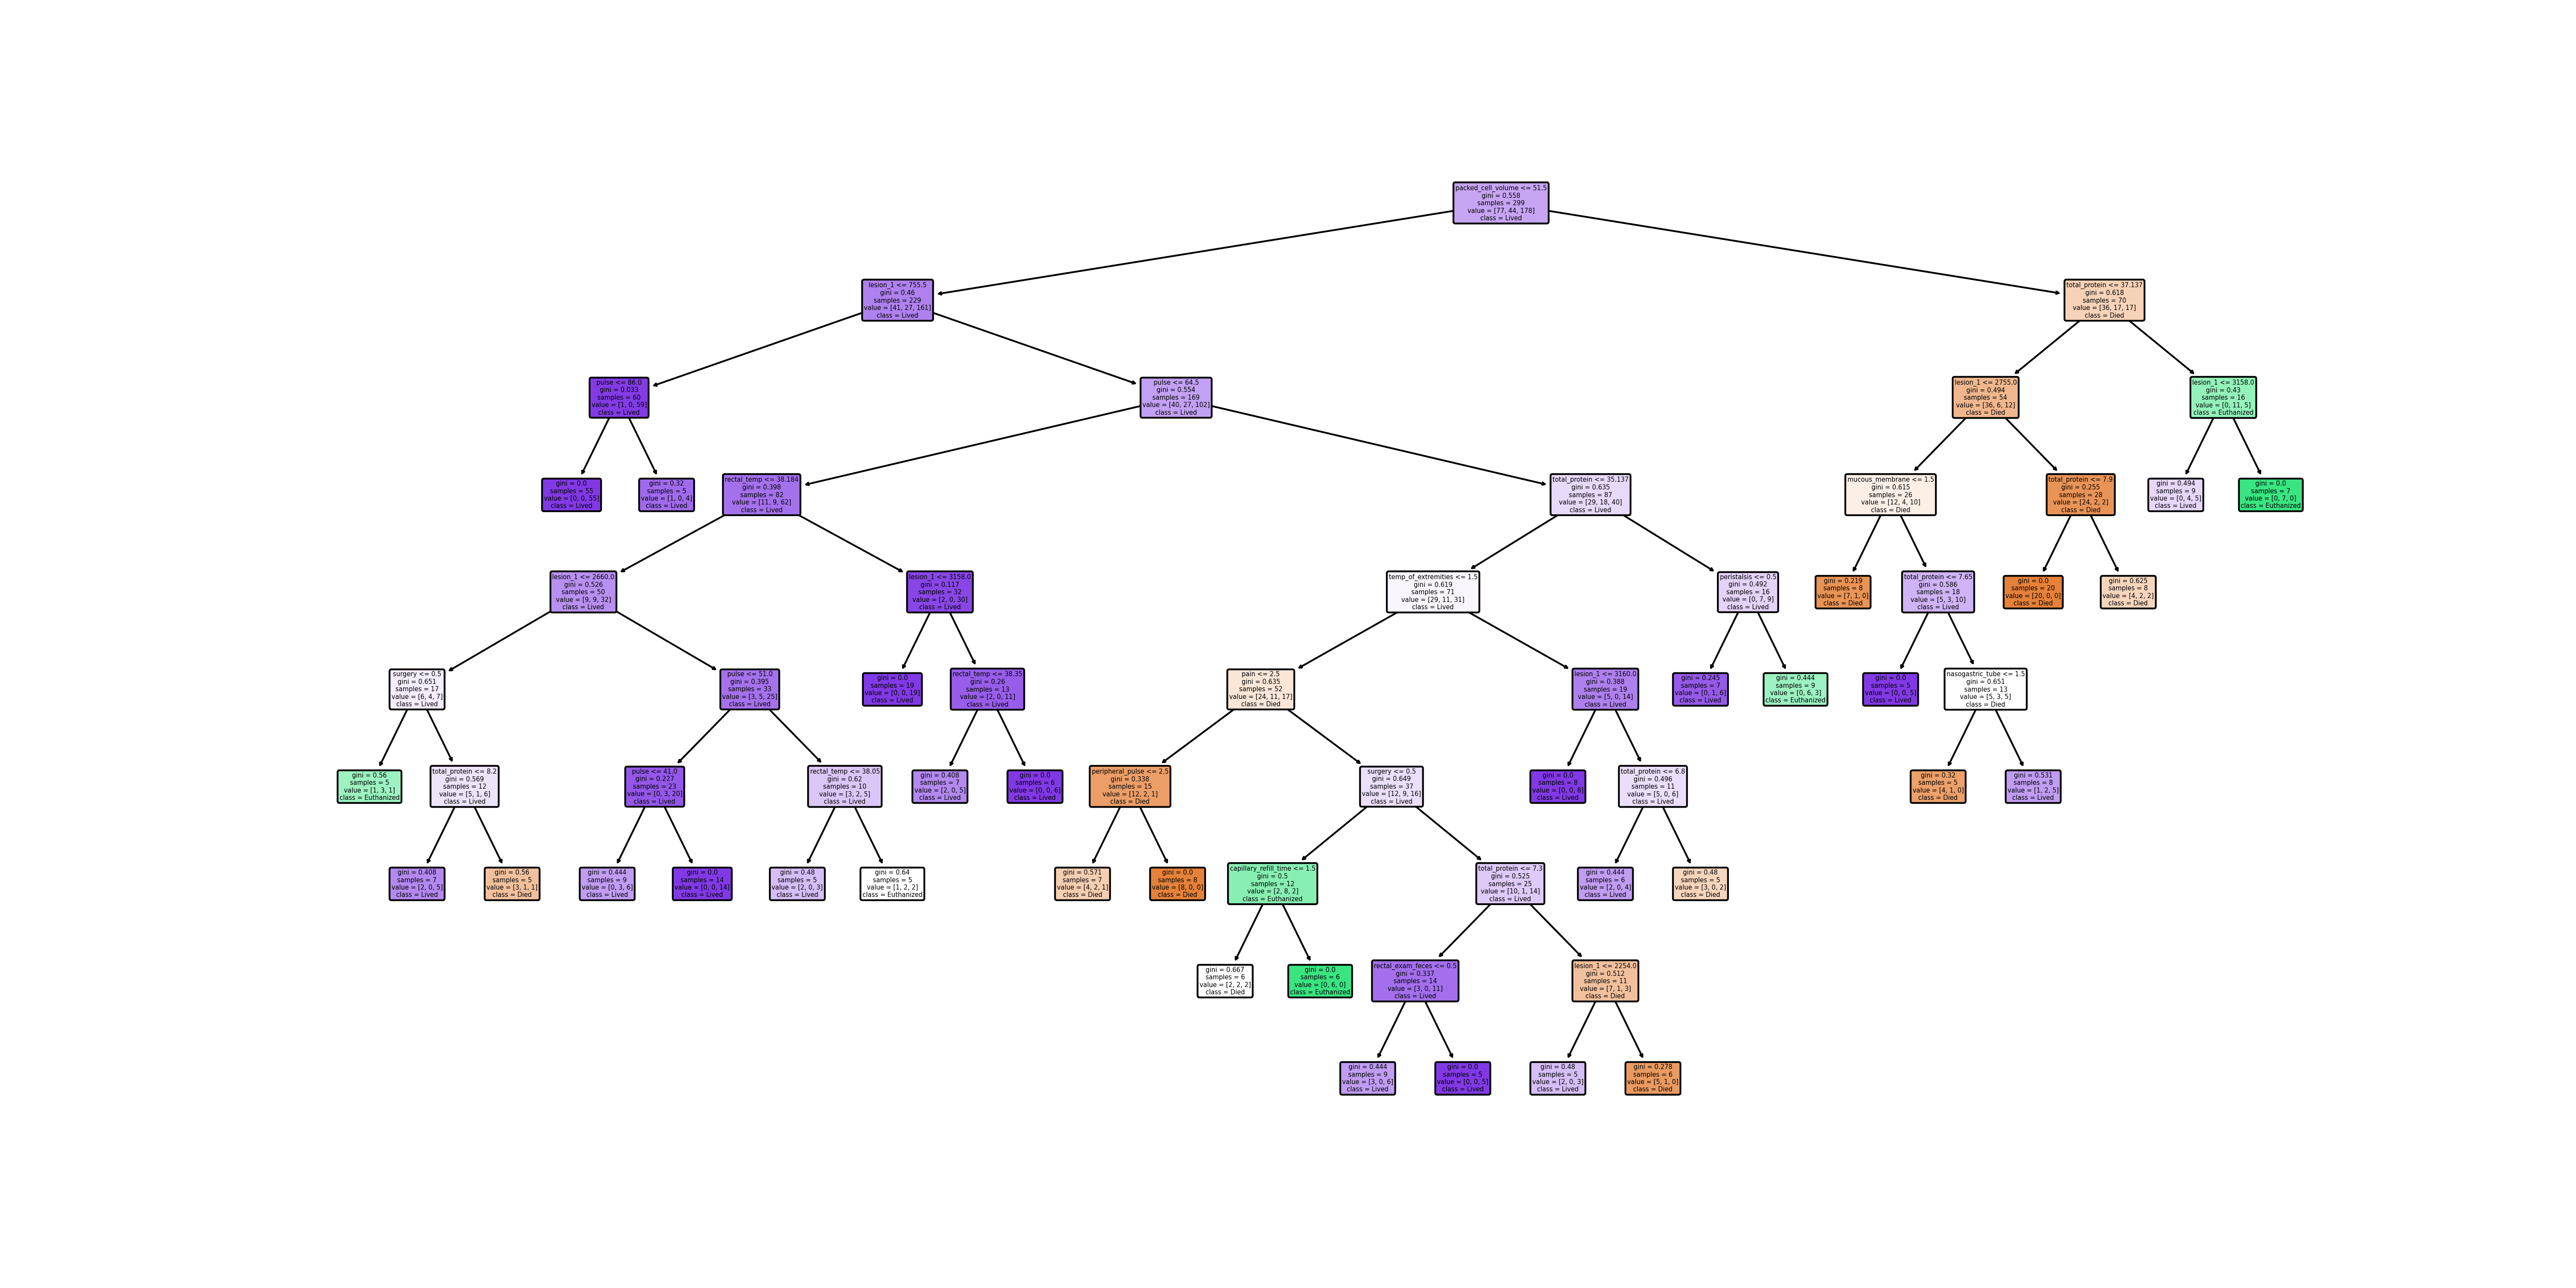 packed_cell_volume <= 51.5
gini = 0.558
samples = 299
value = [77, 44, 178]
class = Lived
lesion_1 <= 755.5
gini = 0.46
samples = 229
value = [41, 27, 161]
class = Lived
total_protein <= 37.137
gini = 0.618
samples = 70
value = [36, 17, 17]
class = Died
pulse <= 86.0
gini = 0.033
samples = 60
value = [1, 0, 59]
class = Lived
pulse <= 64.5
gini = 0.554
samples = 169
value = [40, 27, 102]
class = Lived
lesion_1 <= 2755.0
gini = 0.494
samples = 54
value = [36, 6, 12]
class = Died
lesion_1 <= 3158.0
gini = 0.43
samples = 16
value = [0, 11, 5]
class = Euthanized
gini = 0.0
samples = 55
value = [0, 0, 55]
class = Lived
gini = 0.32
samples = 5
value = [1, 0, 4]
class = Lived
rectal_temp <= 38.184
gini = 0.398
samples = 82
value = [11, 9, 62]
class = Lived
total_protein <= 35.137
gini = 0.635
samples = 87
value = [29, 18, 40]
class = Lived
mucous_membrane <= 1.5
gini = 0.615
samples = 26
value = [12, 4, 10]
class = Died
total_protein <= 7.9
gini = 0.255
samples = 28
value = [24, 2, 2]
class = Died
gini = 0.494
samples = 9
value = [0, 4, 5]
class = Lived
gini = 0.0
samples = 7
value = [0, 7, 0]
class = Euthanized
lesion_1 <= 2660.0
gini = 0.526
samples = 50
value = [9, 9, 32]
class = Lived
lesion_1 <= 3158.0
gini = 0.117
samples = 32
value = [2, 0, 30]
class = Lived
temp_of_extremities <= 1.5
gini = 0.619
samples = 71
value = [29, 11, 31]
class = Lived
peristalsis <= 0.5
gini = 0.492
samples = 16
value = [0, 7, 9]
class = Lived
gini = 0.219
samples = 8
value = [7, 1, 0]
class = Died
total_protein <= 7.65
gini = 0.586
samples = 18
value = [5, 3, 10]
class = Lived
gini = 0.0
samples = 20
value = [20, 0, 0]
class = Died
gini = 0.625
samples = 8
value = [4, 2, 2]
class = Died
surgery <= 0.5
gini = 0.651
samples = 17
value = [6, 4, 7]
class = Lived
pulse <= 51.0
gini = 0.395
samples = 33
value = [3, 5, 25]
class = Lived
gini = 0.0
samples = 19
value = [0, 0, 19]
class = Lived
rectal_temp <= 38.35
gini = 0.26
samples = 13
value = [2, 0, 11]
class = Lived
pain <= 2.5
gini = 0.635
samples = 52
value = [24, 11, 17]
class = Died
lesion_1 <= 3160.0
gini = 0.388
samples = 19
value = [5, 0, 14]
class = Lived
gini = 0.245
samples = 7
value = [0, 1, 6]
class = Lived
gini = 0.444
samples = 9
value = [0, 6, 3]
class = Euthanized
gini = 0.0
samples = 5
value = [0, 0, 5]
class = Lived
nasogastric_tube <= 1.5
gini = 0.651
samples = 13
value = [5, 3, 5]
class = Died
gini = 0.56
samples = 5
value = [1, 3, 1]
class = Euthanized
total_protein <= 8.2
gini = 0.569
samples = 12
value = [5, 1, 6]
class = Lived
pulse <= 41.0
gini = 0.227
samples = 23
value = [0, 3, 20]
class = Lived
rectal_temp <= 38.05
gini = 0.62
samples = 10
value = [3, 2, 5]
class = Lived
gini = 0.408
samples = 7
value = [2, 0, 5]
class = Lived
gini = 0.0
samples = 6
value = [0, 0, 6]
class = Lived
peripheral_pulse <= 2.5
gini = 0.338
samples = 15
value = [12, 2, 1]
class = Died
surgery <= 0.5
gini = 0.649
samples = 37
value = [12, 9, 16]
class = Lived
gini = 0.0
samples = 8
value = [0, 0, 8]
class = Lived
total_protein <= 6.8
gini = 0.496
samples = 11
value = [5, 0, 6]
class = Lived
gini = 0.32
samples = 5
value = [4, 1, 0]
class = Died
gini = 0.531
samples = 8
value = [1, 2, 5]
class = Lived
gini = 0.408
samples = 7
value = [2, 0, 5]
class = Lived
gini = 0.56
samples = 5
value = [3, 1, 1]
class = Died
gini = 0.444
samples = 9
value = [0, 3, 6]
class = Lived
gini = 0.0
samples = 14
value = [0, 0, 14]
class = Lived
gini = 0.48
samples = 5
value = [2, 0, 3]
class = Lived
gini = 0.64
samples = 5
value = [1, 2, 2]
class = Euthanized
gini = 0.571
samples = 7
value = [4, 2, 1]
class = Died
gini = 0.0
samples = 8
value = [8, 0, 0]
class = Died
capillary_refill_time <= 1.5
gini = 0.5
samples = 12
value = [2, 8, 2]
class = Euthanized
total_protein <= 7.3
gini = 0.525
samples = 25
value = [10, 1, 14]
class = Lived
gini = 0.444
samples = 6
value = [2, 0, 4]
class = Lived
gini = 0.48
samples = 5
value = [3, 0, 2]
class = Died
gini = 0.667
samples = 6
value = [2, 2, 2]
class = Died
gini = 0.0
samples = 6
value = [0, 6, 0]
class = Euthanized
rectal_exam_feces <= 0.5
gini = 0.337
samples = 14
value = [3, 0, 11]
class = Lived
lesion_1 <= 2254.0
gini = 0.512
samples = 11
value = [7, 1, 3]
class = Died
gini = 0.444
samples = 9
value = [3, 0, 6]
class = Lived
gini = 0.0
samples = 5
value = [0, 0, 5]
class = Lived
gini = 0.48
samples = 5
value = [2, 0, 3]
class = Lived
gini = 0.278
samples = 6
value = [5, 1, 0]
class = Died